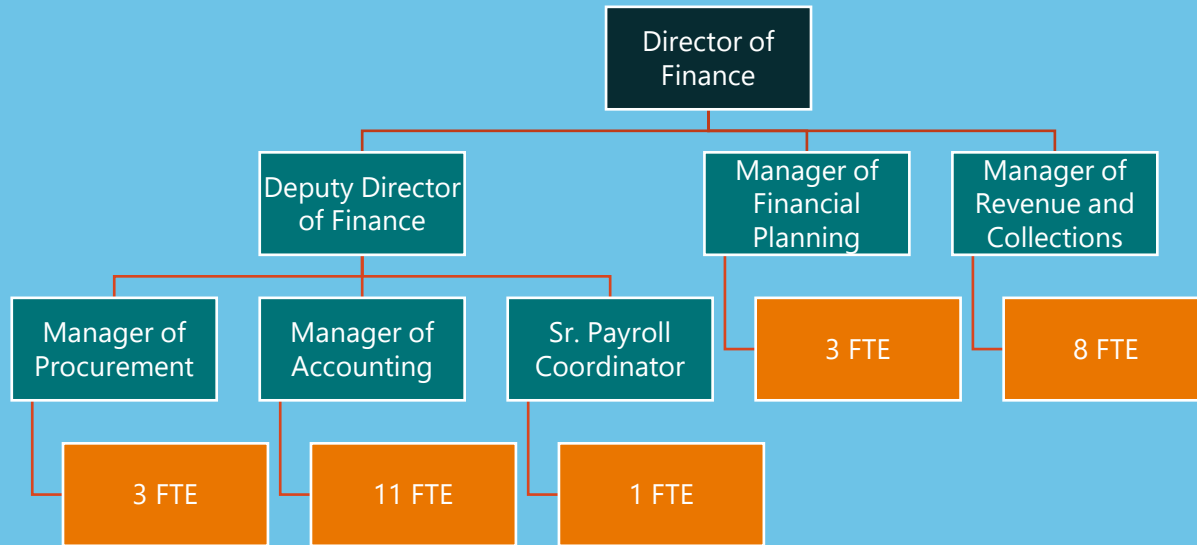 Director of
Finance
Deputy Director
of Finance
Manager of
Financial
Planning
Manager of
Revenue and
Collections
Manager of
Procurement
Manager of
Accounting
Sr. Payroll
Coordinator
3 FTE
8 FTE
3 FTE
11 FTE
1 FTE